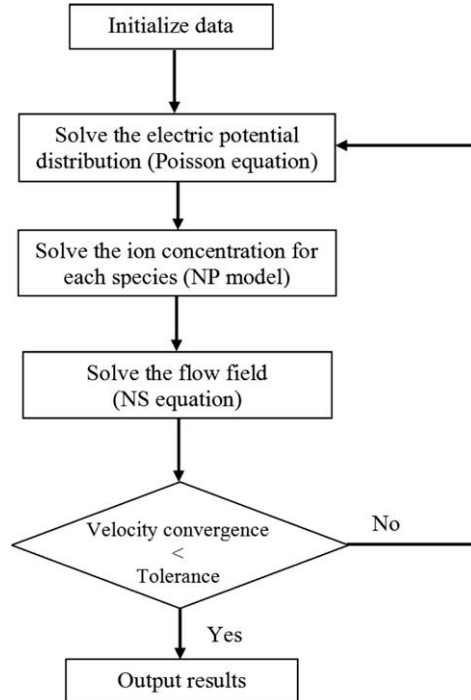 Initialize data
Solve the electric potential
distribution (Poisson equation)
Solve the ion concentration for
each species (NP model)
Solve the flow field
(NS equation)
Velocity convergence
<
Tolerance
No
Yes
Output results